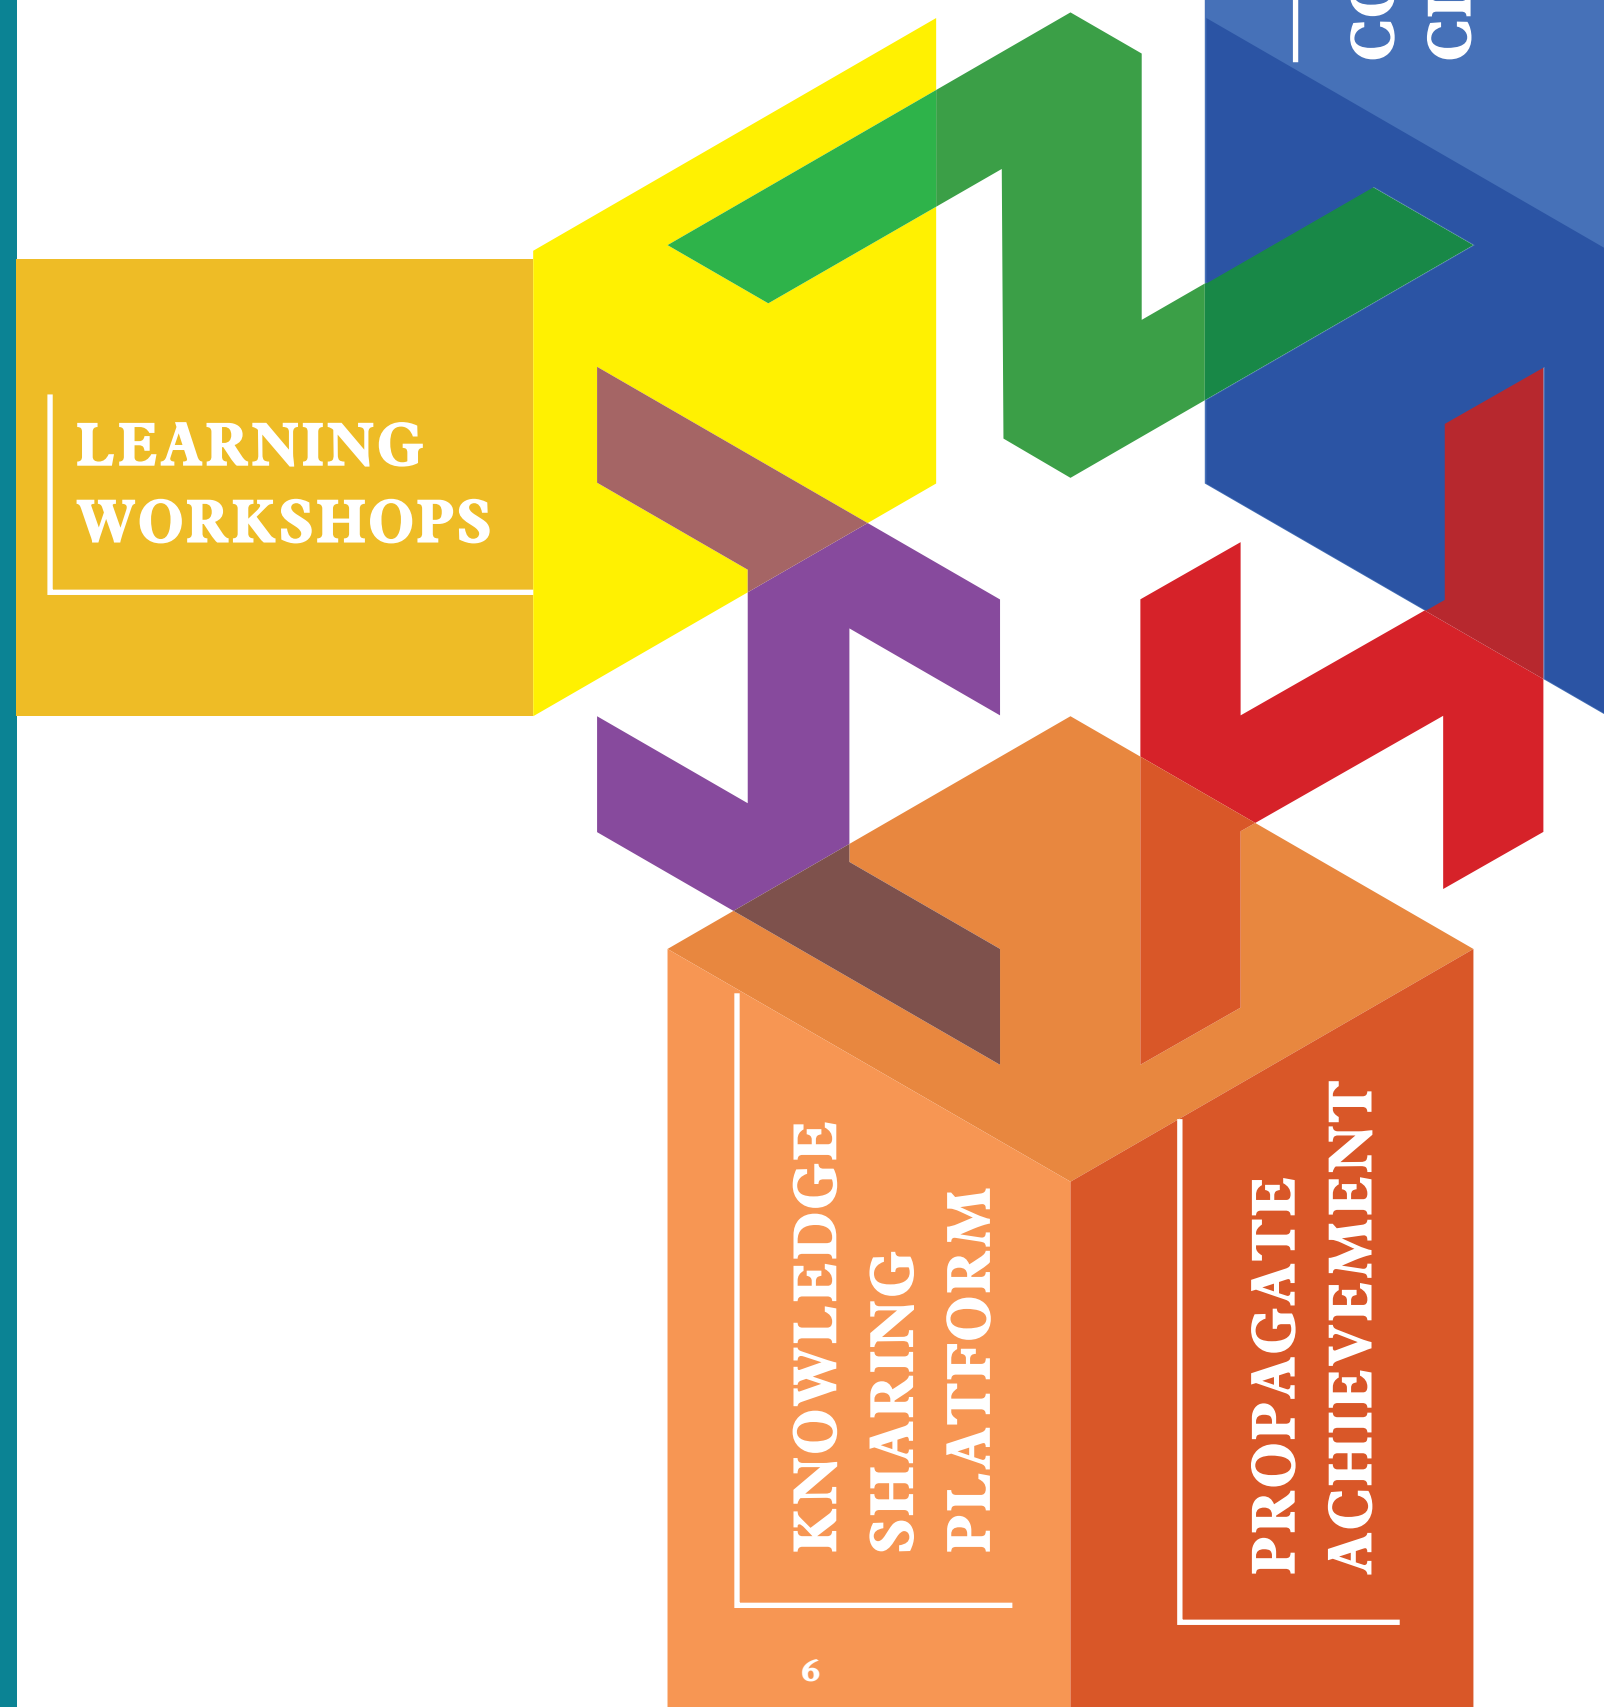 LEARNING
WORKSHOPS
KNOWLEDGE
SHARING
PLATFORM
PROPAGATE
ACHIEVEMENT
6